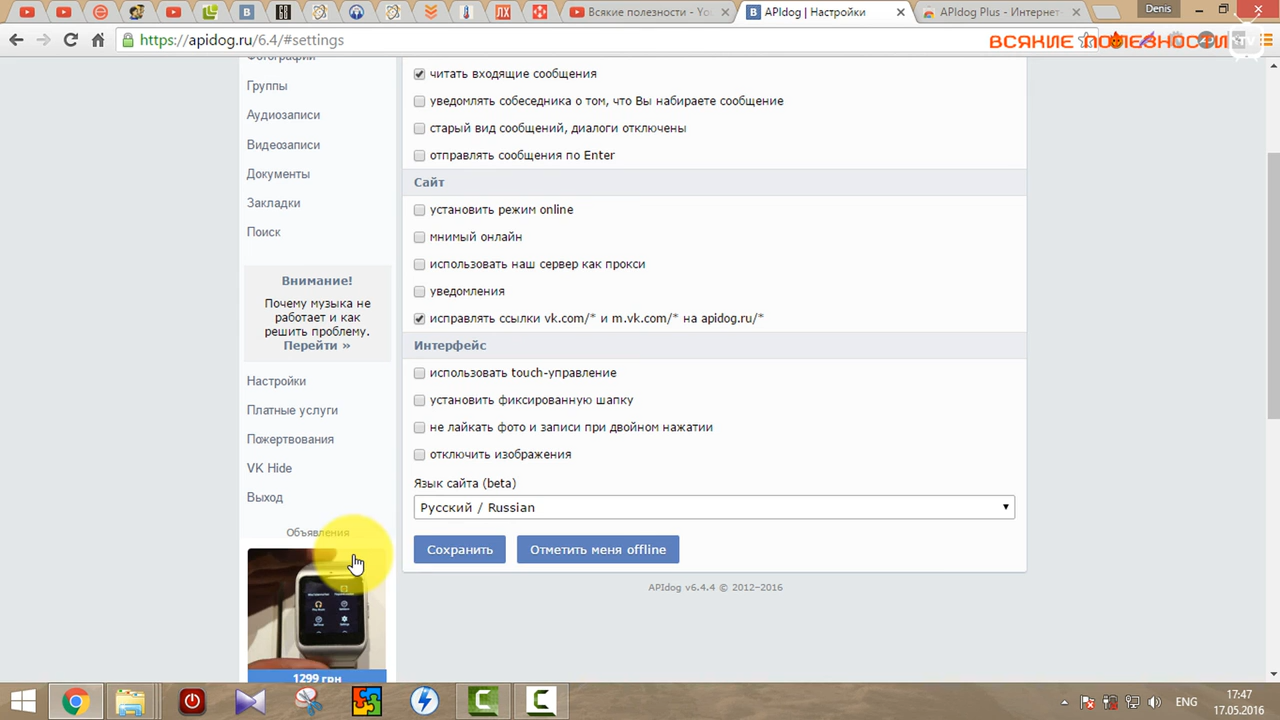 Всякие полезности - Yo
APIdog | Настройки
APIdog Plus - Интернет-
Denis
https://apidog.ru/6.4/#settings
ВСЯКИЕ ПОЛЕЗНОСТИ
Фотографии
Группы
Аудиозаписи
Видеозаписи
Документы
Закладки
Поиск
Внимание!
Почему музыка не
работает и как
решить проблему.
Перейти »
Настройки
Платные услуги
Пожертвования
VK Hide
Выход
Объявления
1299 грн
читать входящие сообщения
уведомлять собеседника о том, что Вы набираете сообщение
старый вид сообщений, диалоги отключены
отправлять сообщения по Enter
Сайт
установить режим online
мнимый онлайн
использовать наш сервер как прокси
уведомления
исправлять ссылки vk.com/* и m.vk.com/* на apidog.ru/*
Интерфейс
использовать touch-управление
установить фиксированную шапку
не лайкать фото и записи при двойном нажатии
отключить изображения
Язык сайта (beta)
Русский / Russian
Сохранить
Отметить меня offline
APIdog v6.4.4 © 2012–2016
ENG
17:47
17.05.2016